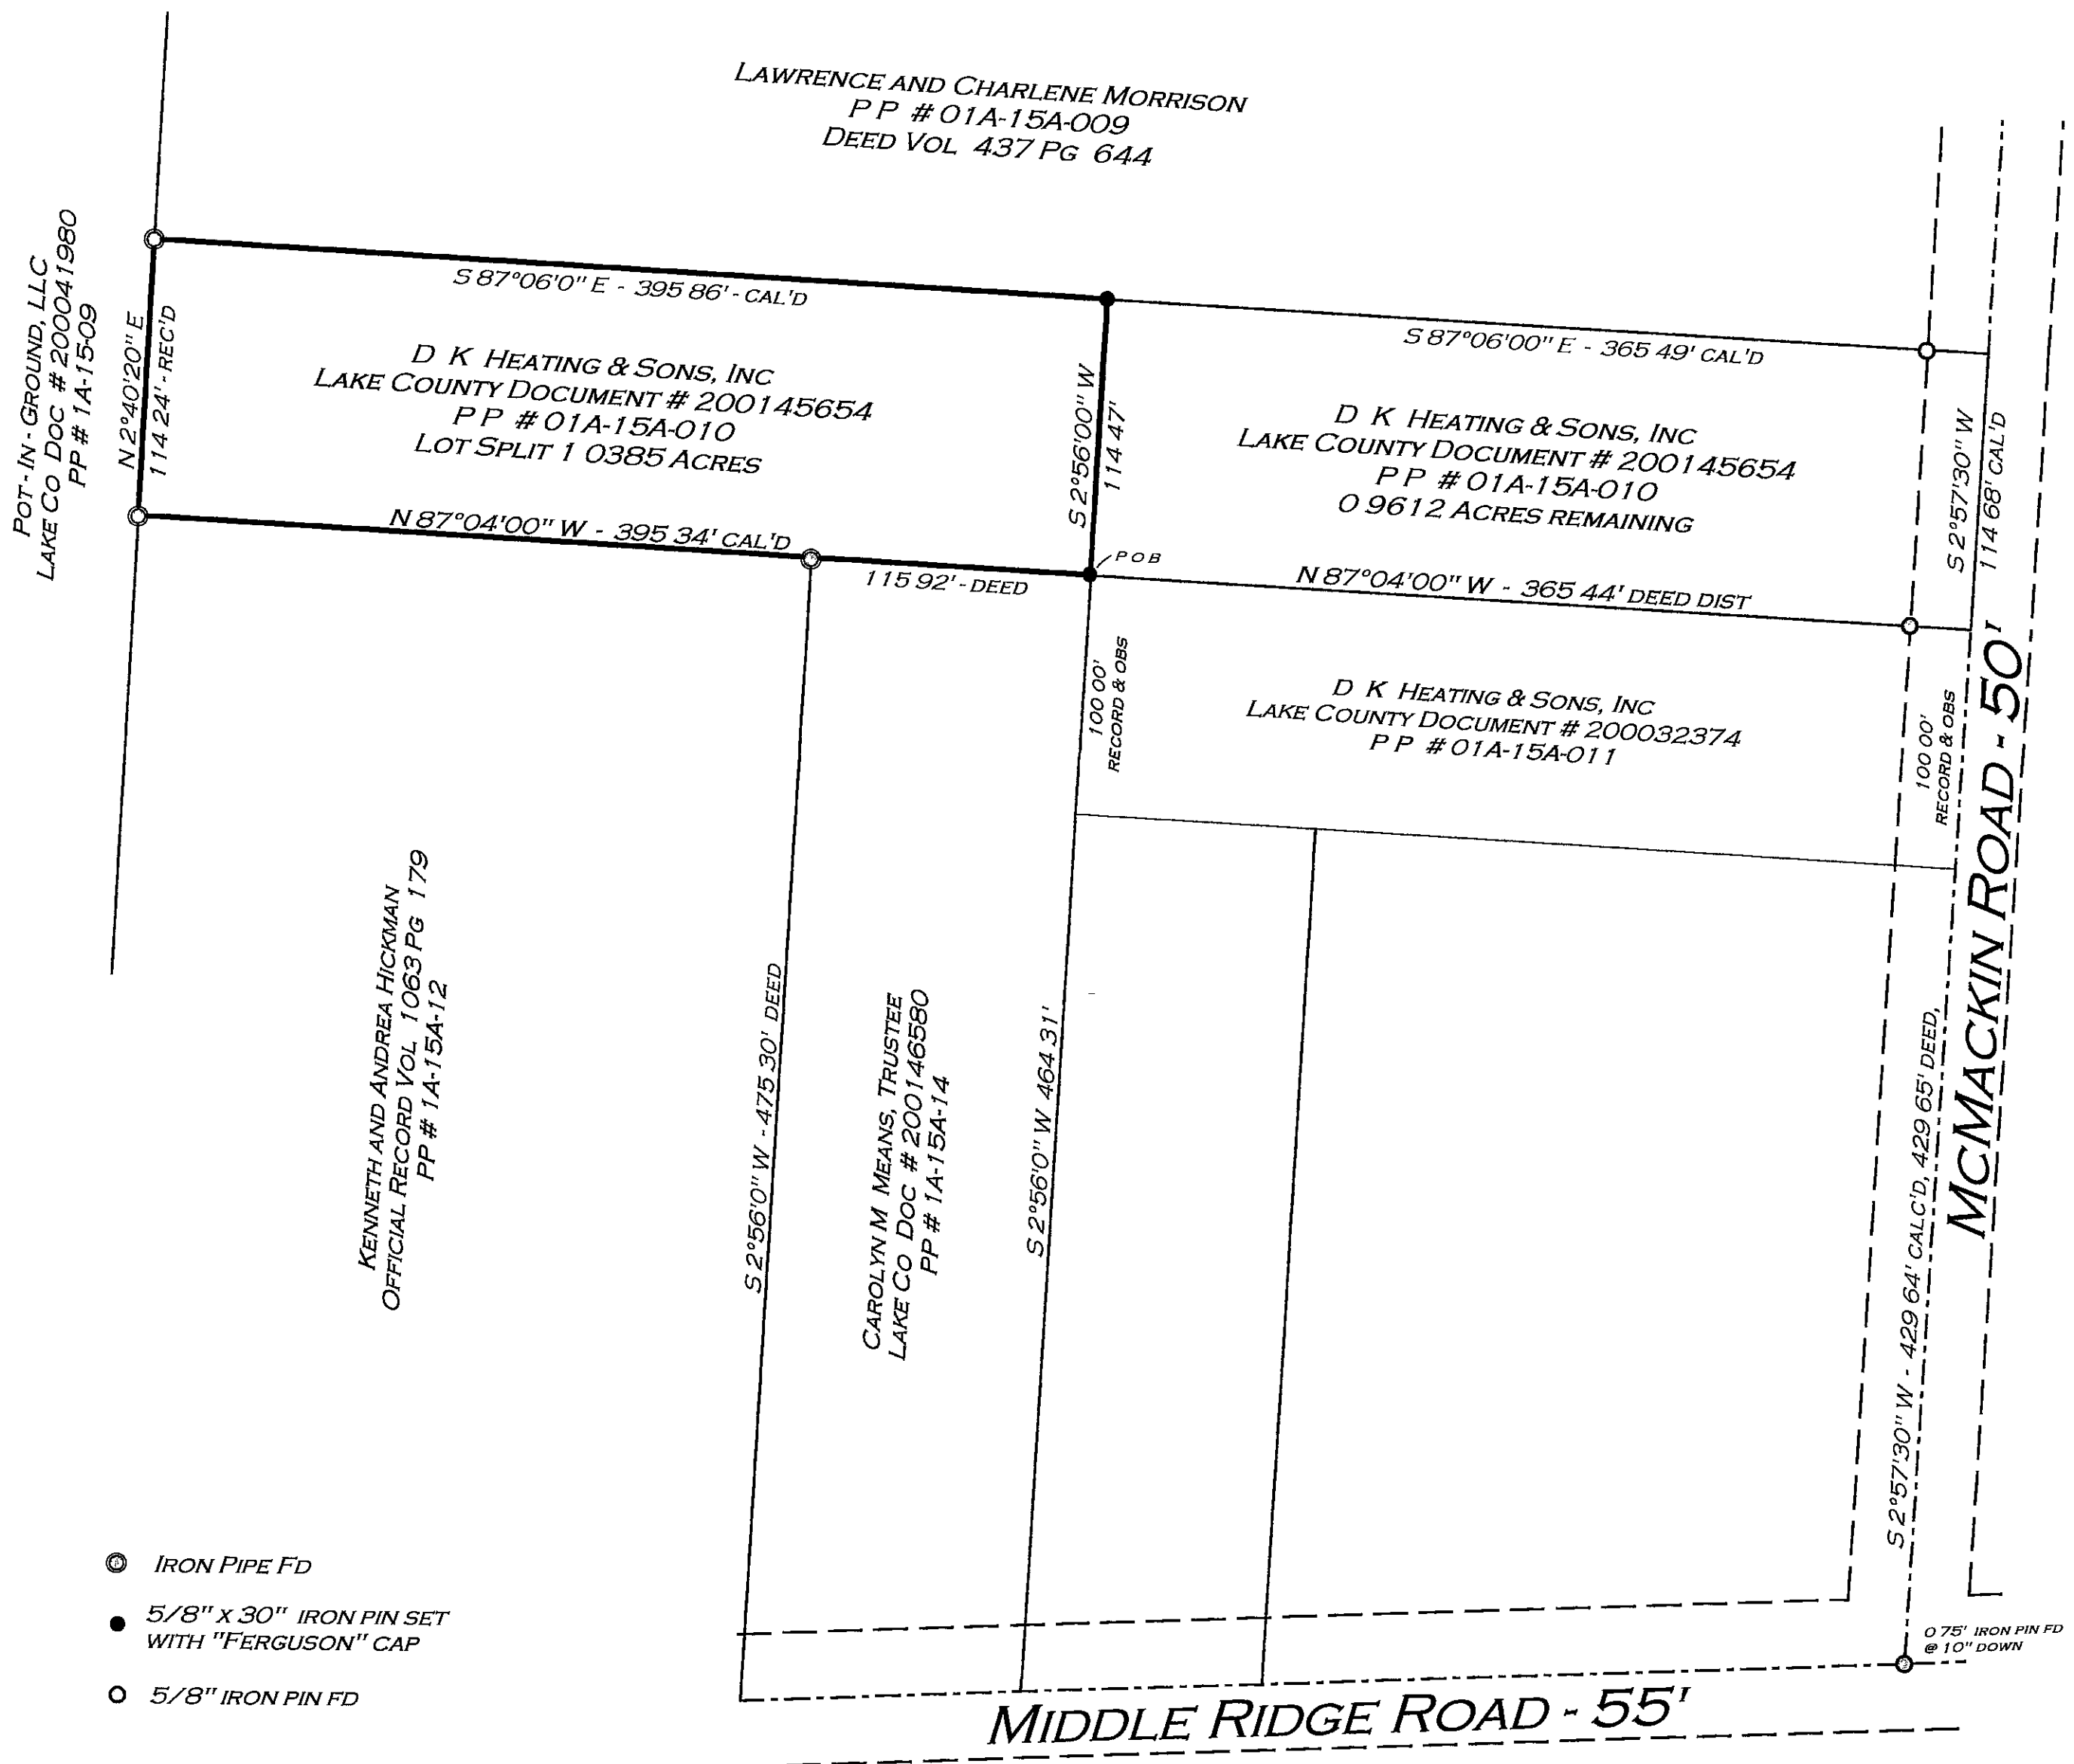 LAWRENCE AND CHARLENE MORRISON
P P # 01A-15A-009
DEED VOL 437 PG 644
POT-IN-GROUND, LLC
LAKE CO DOC # 2000041980
PP # 1A-15-09
N 2°40'20" E
114 24' - REC'D
S 87°06'0" E - 395 86' - CAL'D
D K HEATING & SONS, INC
LAKE COUNTY DOCUMENT # 200145654
P P # 01A-15A-010
LOT SPLIT 1 0385 ACRES
N 87°04'00" W - 395 34' CAL'D
115 92' - DEED
S 2°56'00" W
114 47'
P O B
S 87°06'00" E - 365 49' CAL'D
D K HEATING & SONS, INC
LAKE COUNTY DOCUMENT # 200145654
P P # 01A-15A-010
0 9612 ACRES REMAINING
N 87°04'00" W - 365 44' DEED DIST
S 2°57'30" W
114 68' CAL'D
100 00'
RECORD & OBS
D K HEATING & SONS, INC
LAKE COUNTY DOCUMENT # 200032374
P P # 01A-15A-011
100 00'
RECORD & OBS
MCMACKIN ROAD - 50'
KENNETH AND ANDREA HICKMAN
OFFICIAL RECORD VOL 1063 PG 179
PP # 1A-15A-12
S 2°56'0" W - 475 30' DEED
CAROLYN M MEANS, TRUSTEE
LAKE CO DOC # 200146580
PP # 1A-15A-14
S 2°56'0" W 464 31'
S 2°57'30" W - 429 64' CALC'D, 429 65' DEED,
IRON PIPE FD
5/8" X 30" IRON PIN SET
WITH "FERGUSON" CAP
5/8" IRON PIN FD
0 75' IRON PIN FD
@ 10" DOWN
MIDDLE RIDGE ROAD - 55'